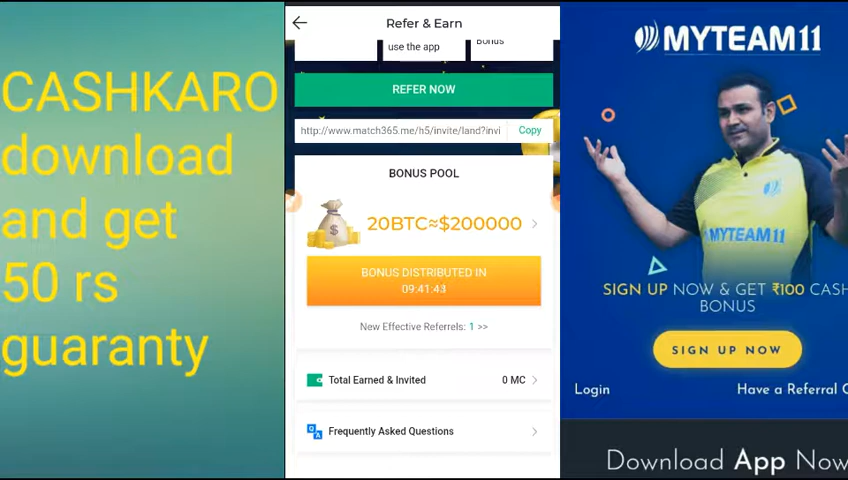 CASHKARO
download
and get
50 rs
guaranty
Refer & Earn
use the app
Bonus
REFER NOW
http://www.match365.me/h5/invite/land?invi
Copy
BONUS POOL
$
20BTC≈$200000
BONUS DISTRIBUTED IN
09:41:43
New Effective Referrals: 1 >>
Total Earned & Invited
0 MC
Frequently Asked Questions
MYTEAM11
MYTEAM11
SIGN UP NOW & GET ₹100 CASH
BONUS
SIGN UP NOW
Login
Have a Referral C
Download App Now